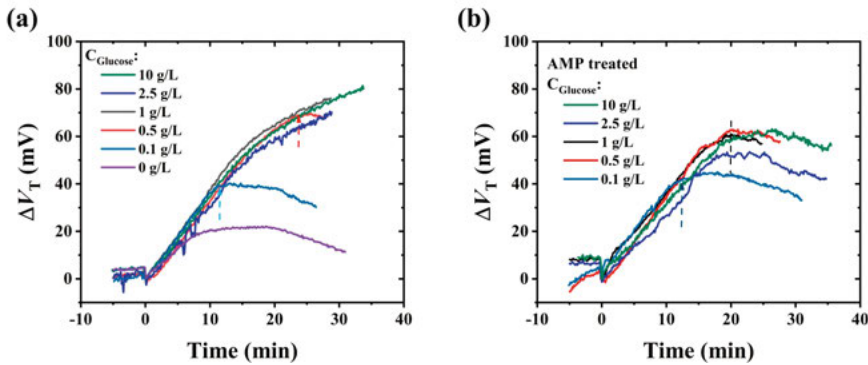 (a)
100
80
60
40
20
0
ΔV_T (mV)
C_Glucose:
10 g/L
2.5 g/L
1 g/L
0.5 g/L
0.1 g/L
0 g/L
-10 0 10 20 30 40
Time (min)
(b)
100
80
60
40
20
0
ΔV_T (mV)
AMP treated
C_Glucose:
10 g/L
2.5 g/L
1 g/L
0.5 g/L
0.1 g/L
-10 0 10 20 30 40
Time (min)